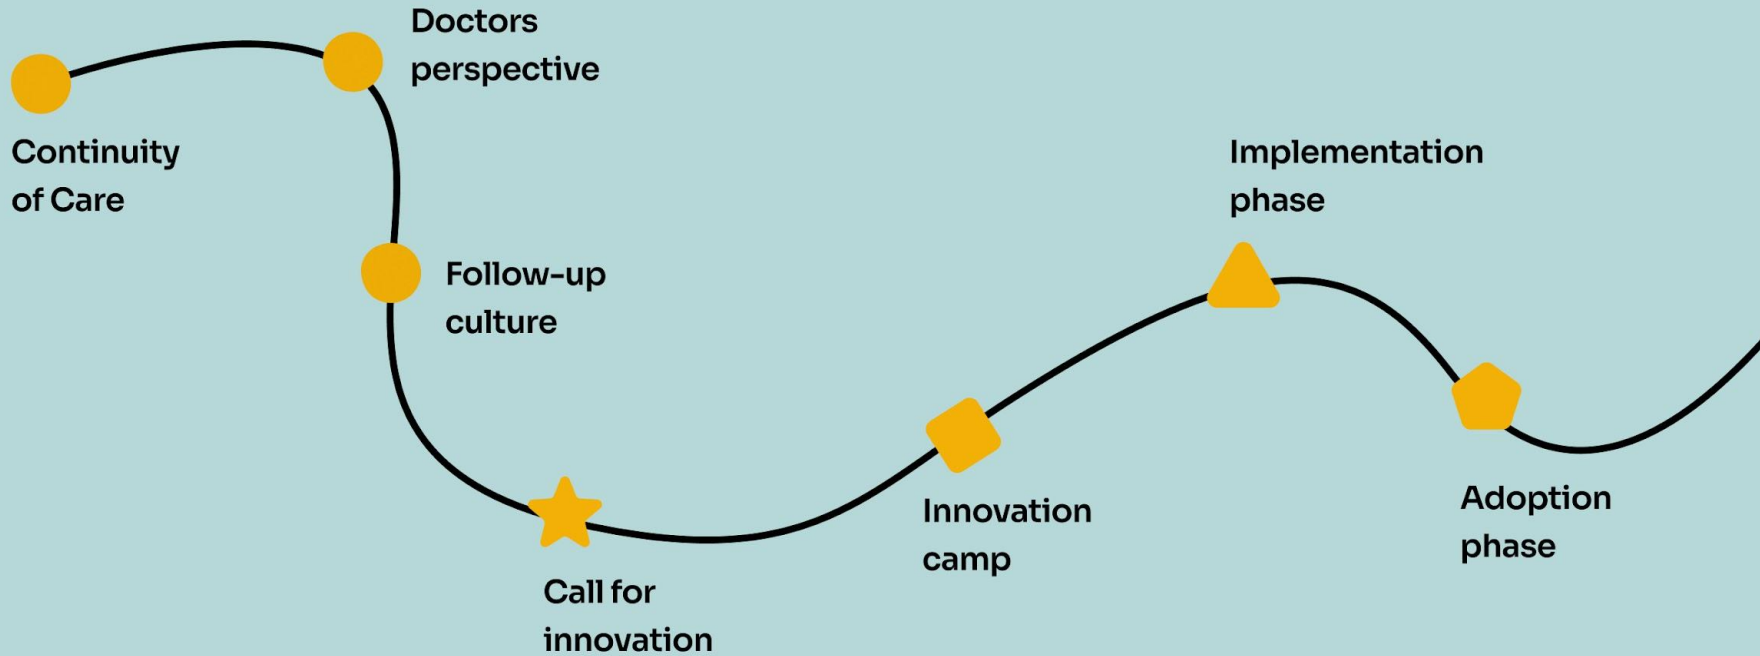 Doctors
perspective
Continuity
of Care
Follow-up
culture
Call for
innovation
Innovation
camp
Implementation
phase
Adoption
phase